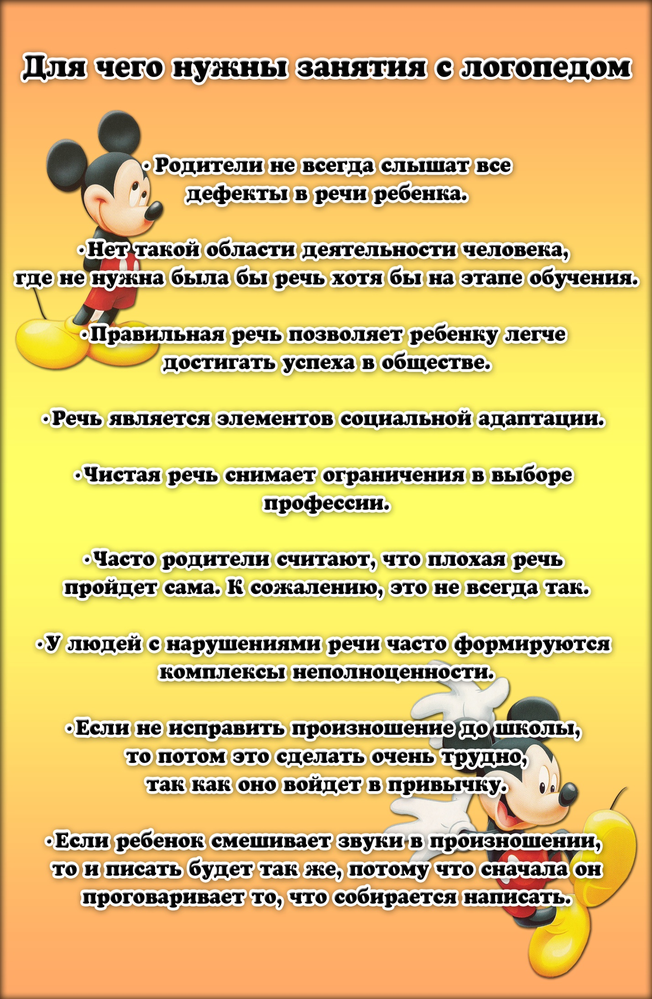 Для чего нужны занятия с логопедом
· Родители не всегда слышат все
дефекты в речи ребенка.
·Нет такой области деятельности человека,
где не нужна была бы речь хотя бы на этапе обучения.
·Правильная речь позволяет ребенку легче
достигать успеха в обществе.
·Речь является элементов социальной адаптации.
·Чистая речь снимает ограничения в выборе
профессии.
·Часто родители считают, что плохая речь
пройдет сама. К сожалению, это не всегда так.
·У людей с нарушениями речи часто формируются
комплексы неполноценности.
·Если не исправить произношение до школы,
то потом это сделать очень трудно,
так как оно войдет в привычку.
·Если ребенок смешивает звуки в произношении,
то и писать будет так же, потому что сначала он
проговаривает то, что собирается написать.